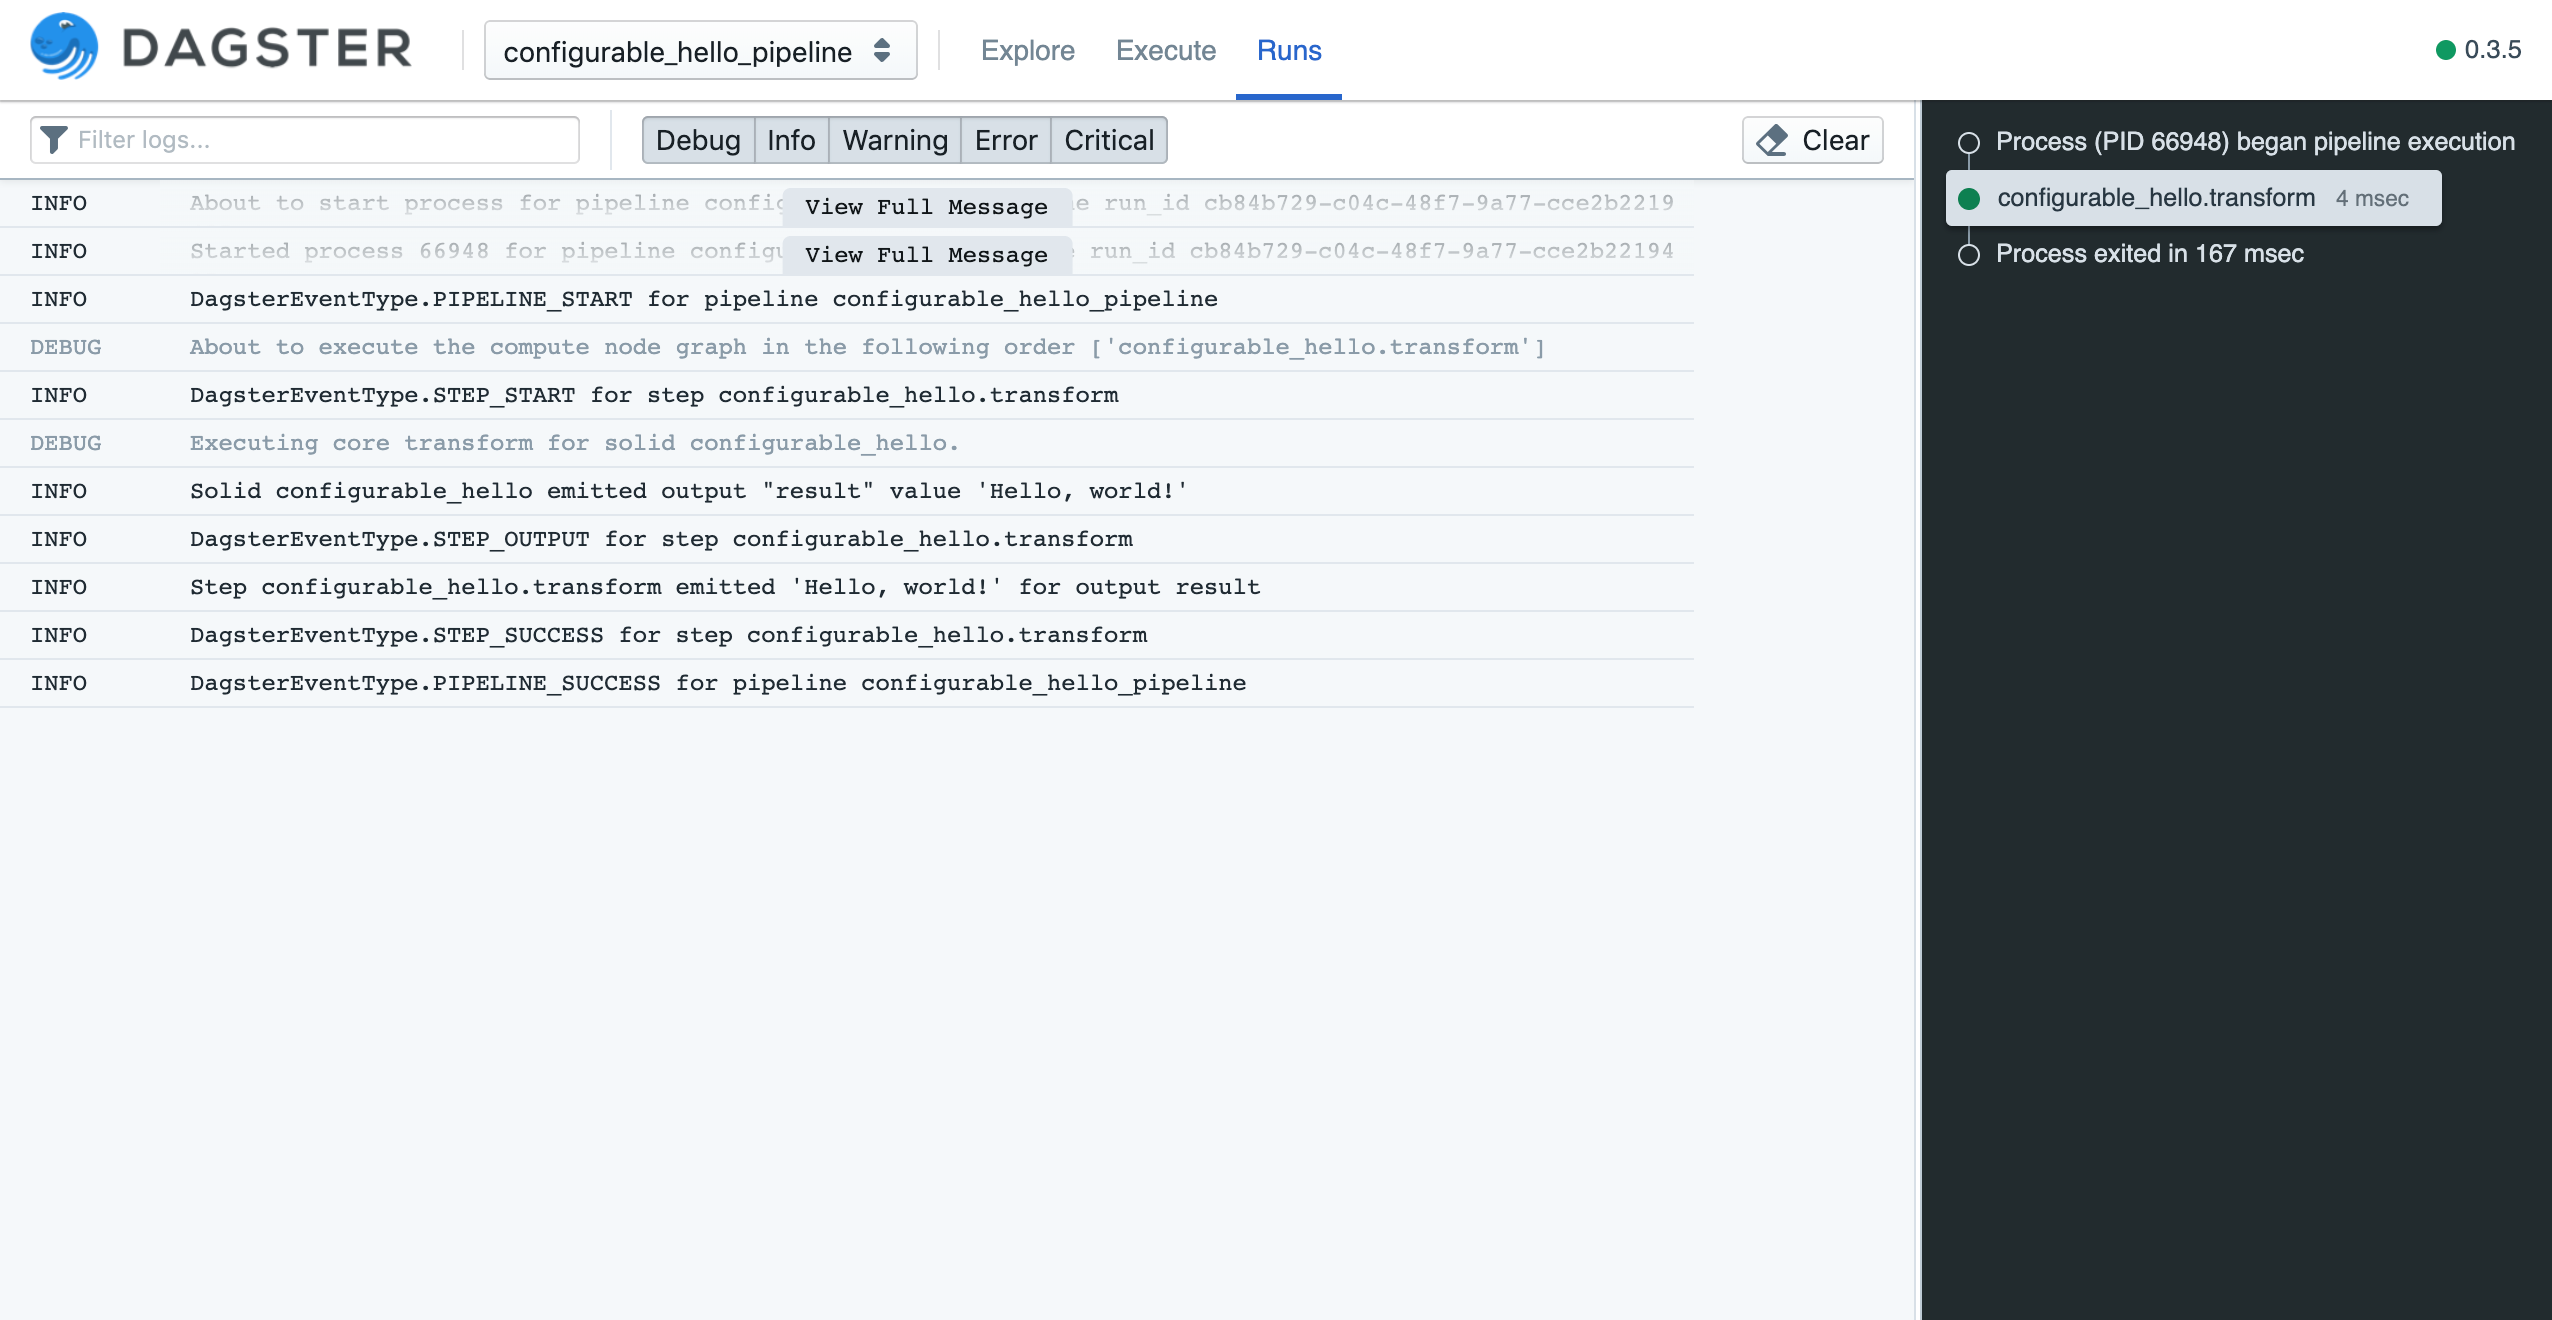 DAGSTER configurable_hello_pipeline Explore Execute Runs 0.3.5
Filter logs... Debug Info Warning Error Critical Clear
INFO About to start process for pipeline View Full Message run_id cb84b729-c04c-48f7-9a77-cce2b2219
INFO Started process 66948 for pipeline View Full Message run_id cb84b729-c04c-48f7-9a77-cce2b22194
INFO DagsterEventType.PIPELINE_START for pipeline configurable_hello_pipeline
DEBUG About to execute the compute node graph in the following order ['configurable_hello.transform']
INFO DagsterEventType.STEP_START for step configurable_hello.transform
DEBUG Executing core transform for solid configurable_hello.
INFO Solid configurable_hello emitted output "result" value 'Hello, world!'
INFO DagsterEventType.STEP_OUTPUT for step configurable_hello.transform
INFO Step configurable_hello.transform emitted 'Hello, world!' for output result
INFO DagsterEventType.STEP_SUCCESS for step configurable_hello.transform
INFO DagsterEventType.PIPELINE_SUCCESS for pipeline configurable_hello_pipeline
Process (PID 66948) began pipeline execution
configurable_hello.transform 4 msec
Process exited in 167 msec